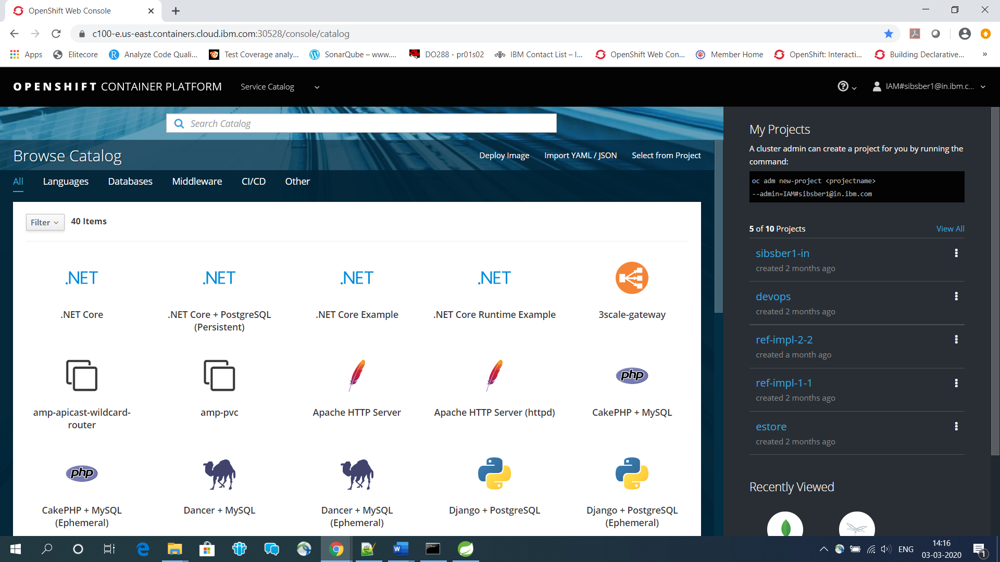 OpenShift Web Console
c100-e.us-east.containers.cloud.ibm.com:30528/console/catalog
Apps
Elitecore
Analyze Code Quali...
Test Coverage analy...
SonarQube – www....
DO288 - pr01s02
IBM Contact List – I...
OpenShift Web Con...
Member Home
OpenShift: Interacti...
Building Declarative...
»
OPENSHIFT CONTAINER PLATFORM
Service Catalog
IAM#sibsber1@in.ibm.c...
Search Catalog
Browse Catalog
Deploy Image
Import YAML / JSON
Select from Project
All
Languages
Databases
Middleware
CI/CD
Other
Filter
40 Items
.NET
.NET
.NET
.NET
.NET Core
.NET Core + PostgreSQL
(Persistent)
.NET Core Example
.NET Core Runtime Example
3scale-gateway
php
amp-apicast-wildcard-
router
amp-pvc
Apache HTTP Server
Apache HTTP Server (httpd)
CakePHP + MySQL
php
CakePHP + MySQL
(Ephemeral)
Dancer + MySQL
Dancer + MySQL
(Ephemeral)
Django + PostgreSQL
Django + PostgreSQL
(Ephemeral)
My Projects
A cluster admin can create a project for you by running the
command:
oc adm new-project <projectname>
--admin=IAM#sibsber1@in.ibm.com
5 of 10 Projects
View All
sibsber1-in
created 2 months ago
devops
created 2 months ago
ref-impl-2-2
created a month ago
ref-impl-1-1
created 2 months ago
estore
created 2 months ago
Recently Viewed
ENG
14:16
03-03-2020
1